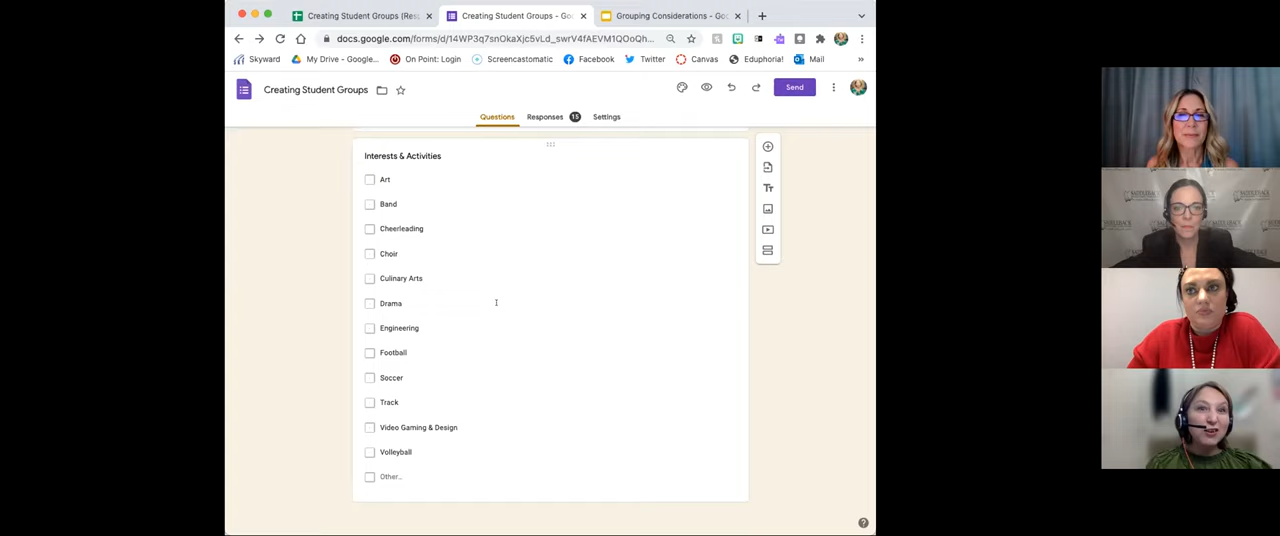 Creating Student Groups (Res
Creating Student Groups - Go
Grouping Considerations - Goo
docs.google.com/forms/d/14WP3q7snOkaXjc5vLd_swrV4fAEVM1QOoQh...
Skyward
My Drive - Google...
On Point: Login
Screencastomatic
Facebook
Twitter
Canvas
Eduphoria!
Mail
Creating Student Groups
Send
Questions
Responses 15
Settings
Interests & Activities
Art
Band
Cheerleading
Choir
Culinary Arts
Drama
Engineering
Football
Soccer
Track
Video Gaming & Design
Volleyball
Other...
SADDLEBACK